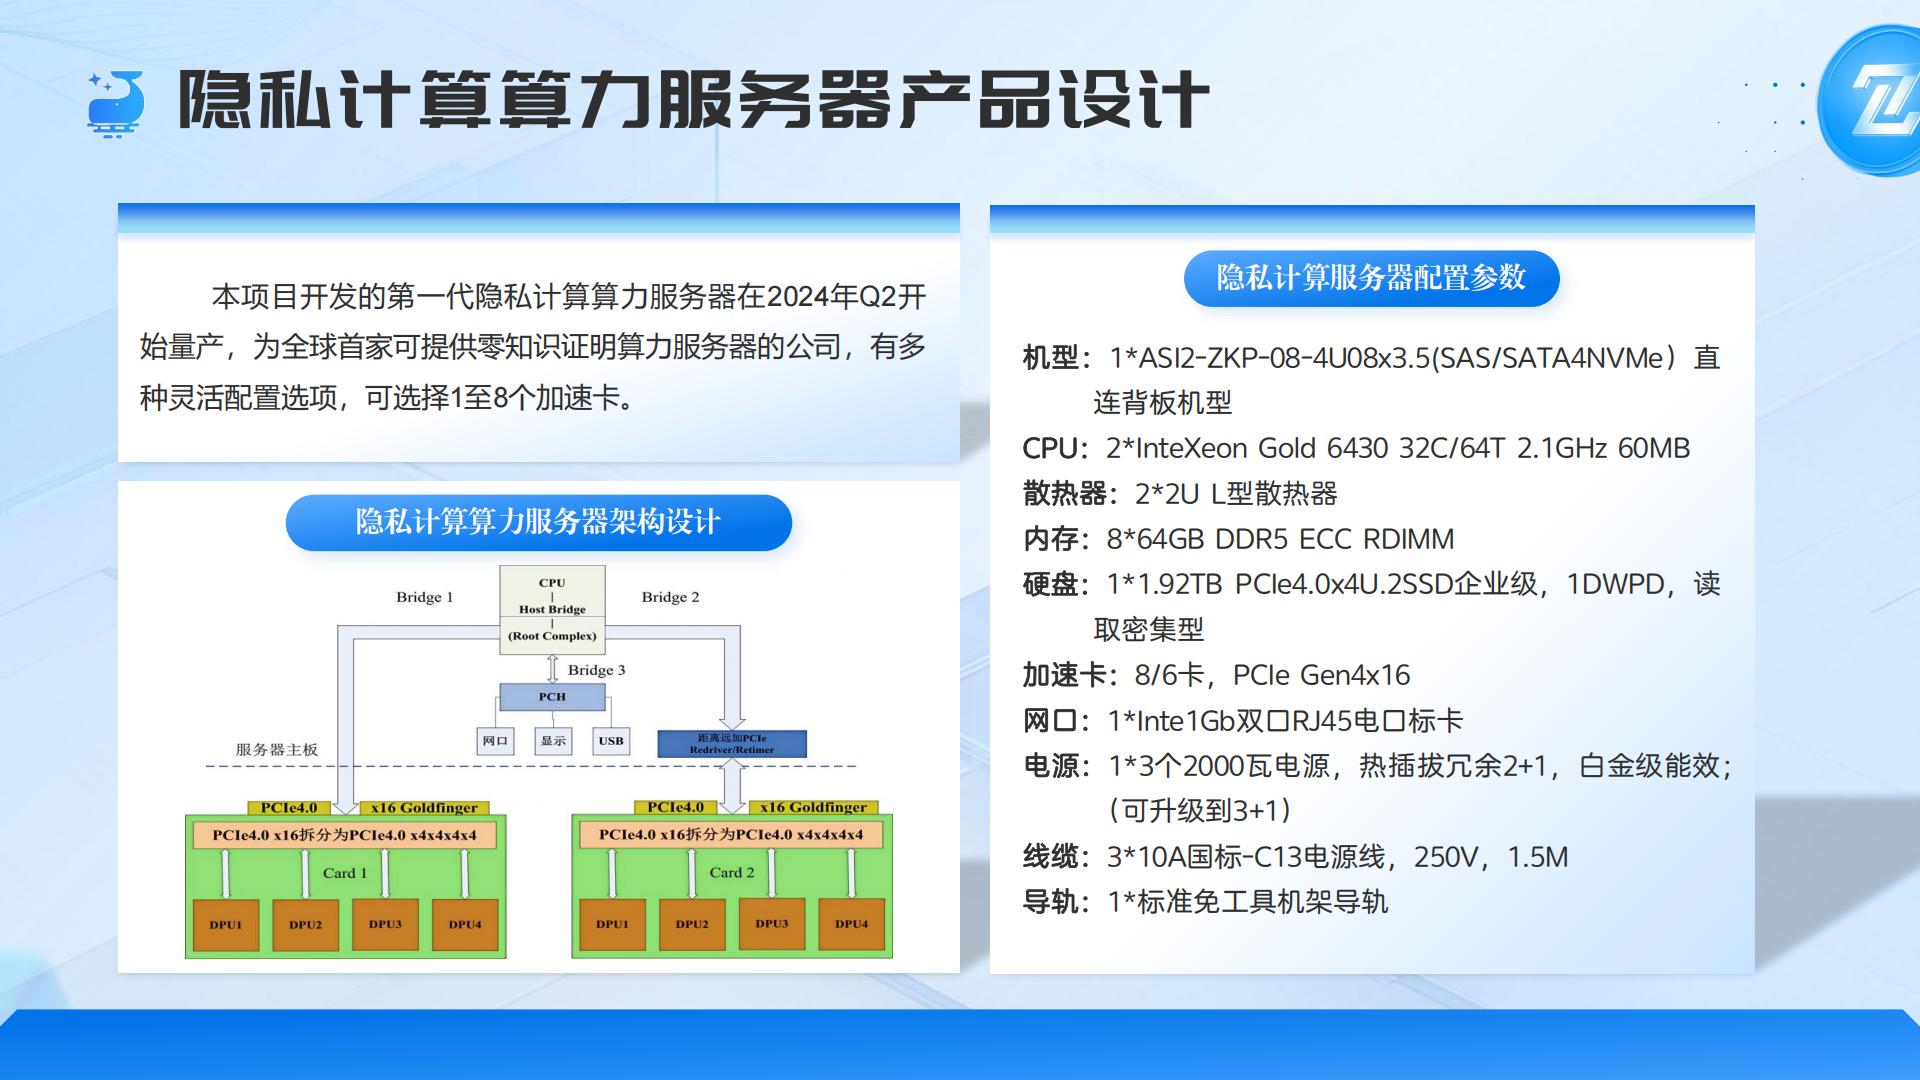 隐私计算算力服务器产品设计
本项目开发的第一代隐私计算算力服务器在2024年Q2开
始量产，为全球首家可提供零知识证明算力服务器的公司，有多
种灵活配置选项，可选择1至8个加速卡。
隐私计算算力服务器架构设计
CPU
Bridge 1
Host Bridge
Bridge 2
(Root Complex)
Bridge 3
PCH
网口
显示
USB
距离远加PCIe
Redriver/Retimer
服务器主板
PCIe4.0
x16 Goldfinger
PCIe4.0 x16拆分为PCIe4.0 x4x4x4x4
Card 1
DPU1
DPU2
DPU3
DPU4
PCIe4.0
x16 Goldfinger
PCIe4.0 x16拆分为PCIe4.0 x4x4x4x4
Card 2
DPU1
DPU2
DPU3
DPU4
隐私计算服务器配置参数
机型：1*ASI2-ZKP-08-4U08x3.5(SAS/SATA4NVMe）直
连背板机型
CPU：2*InteXeon Gold 6430 32C/64T 2.1GHz 60MB
散热器：2*2U L型散热器
内存：8*64GB DDR5 ECC RDIMM
硬盘：1*1.92TB PCIe4.0x4U.2SSD企业级，1DWPD，读
取密集型
加速卡：8/6卡，PCIe Gen4x16
网口：1*Inte1Gb双口RJ45电口标卡
电源：1*3个2000瓦电源，热插拔冗余2+1，白金级能效；
（可升级到3+1）
线缆：3*10A国标-C13电源线，250V，1.5M
导轨：1*标准免工具机架导轨